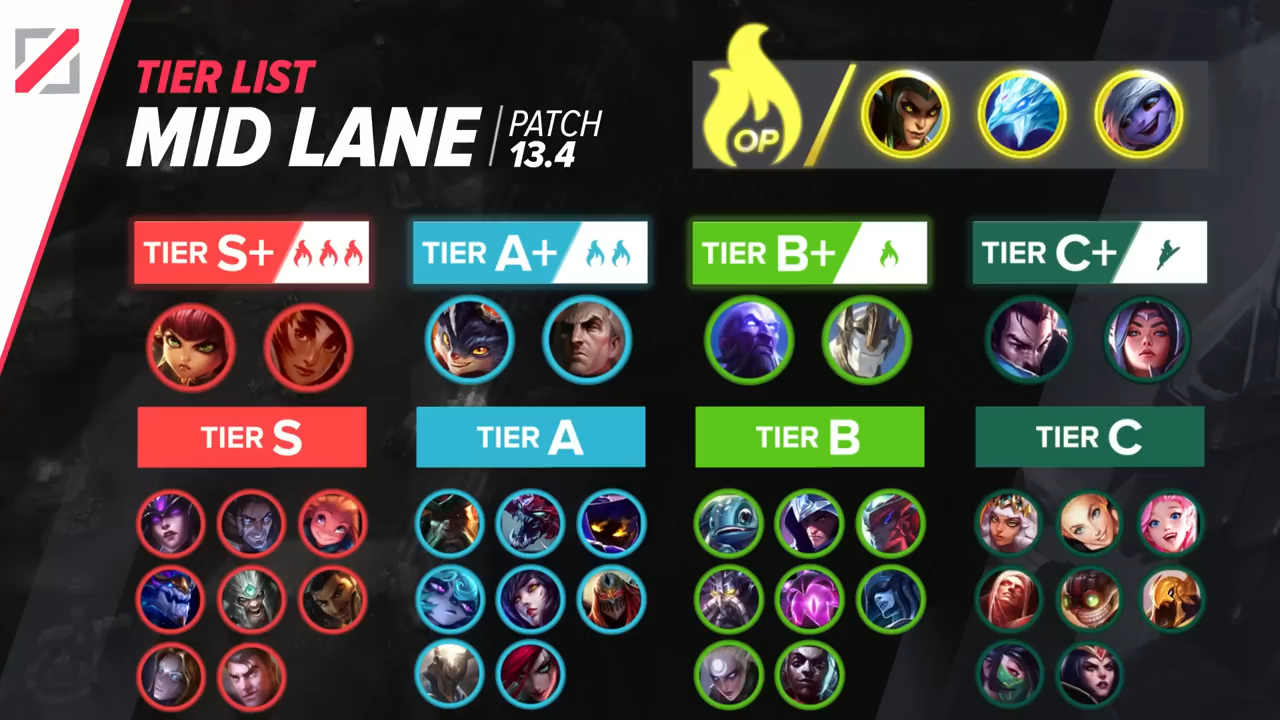 TIER LIST
MID LANE
PATCH
13.4
OP
TIER S+
TIER A+
TIER B+
TIER C+
TIER S
TIER A
TIER B
TIER C